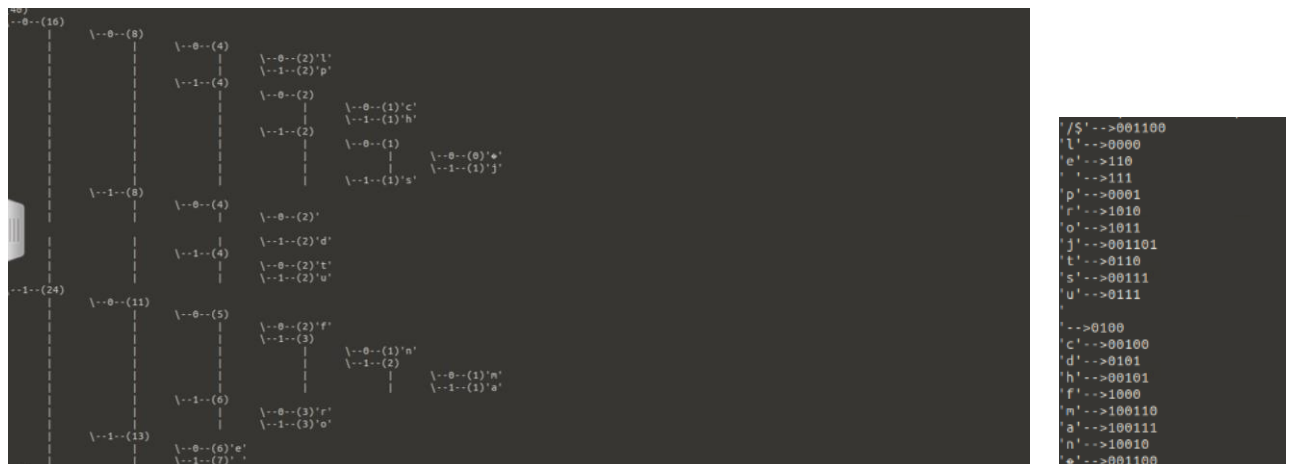 40)
--0--(16)
| \--0--(8)
| | \--0--(4)
| | | \--0--(2)'l'
| | | \--1--(2)'p'
| | \--1--(4)
| | \--0--(2)
| | | \--0--(1)'c'
| | | \--1--(1)'h'
| | \--1--(2)
| | | \--0--(1)
| | | | \--0--(0)'�'
| | | | \--1--(1)'j'
| | | \--1--(1)'s'
| \--1--(8)
| \--0--(4)
| | \--0--(2)'
| | \--1--(2)'d'
| \--1--(4)
| \--0--(2)'t'
| \--1--(2)'u'
--1--(24)
| \--0--(11)
| | \--0--(5)
| | | \--0--(2)'f'
| | | \--1--(3)
| | | | \--0--(1)'n'
| | | | \--1--(2)
| | | | | \--0--(1)'m'
| | | | | \--1--(1)'a'
| | \--1--(6)
| | | \--0--(3)'r'
| | | \--1--(3)'o'
| \--1--(13)
| | \--0--(6)'e'
| | \--1--(7)' '
'/$'-->001100
'l'-->0000
'e'-->110
' '-->111
'p'-->0001
'r'-->1010
'o'-->1011
'j'-->001101
't'-->0110
's'-->00111
'u'-->0111
'
'-->0100
'c'-->00100
'd'-->0101
'h'-->00101
'f'-->1000
'm'-->100110
'a'-->100111
'n'-->10010
'�'-->001100